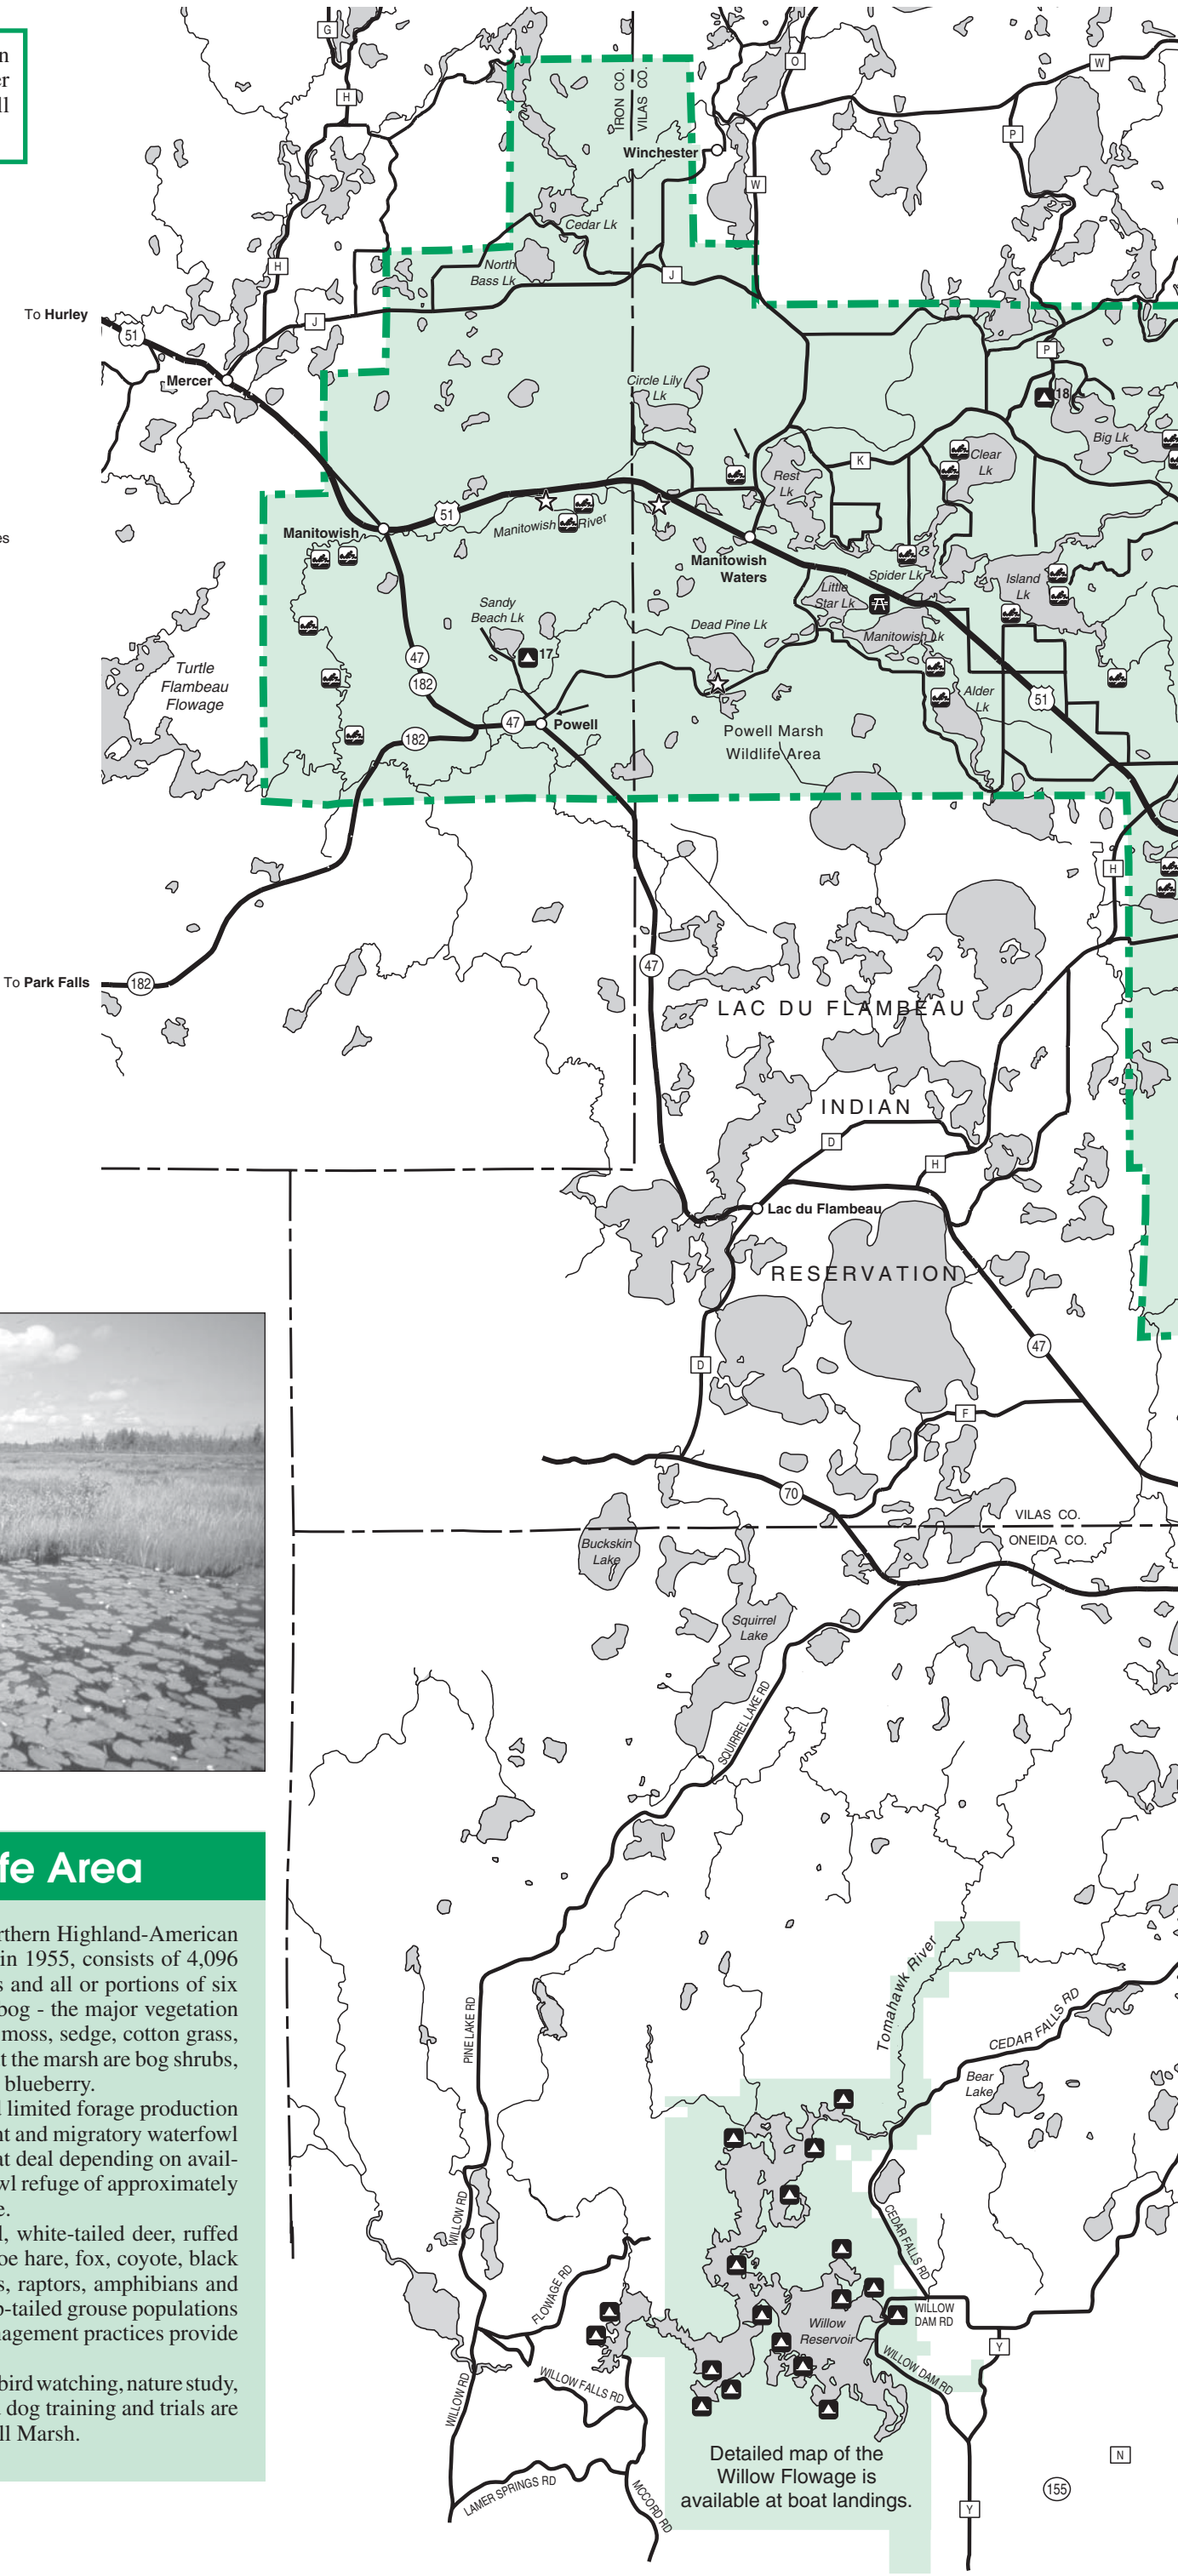 n
er
ll
G
H
O
W
P
IRON CO.
VILAS CO.
Winchester
W
Cedar Lk
H
North
Bass Lk
J
To Hurley
51
J
P
Mercer
Circle Lily
Lk
18
Big Lk
K
Clear
Lk
Rest
Lk
51
Manitowish River
es
Manitowish
Manitowish
Waters
Spider Lk
Island
Lk
Little
Star Lk
Sandy
Beach Lk
Dead Pine Lk
Manitowish Lk
17
47
Turtle
Flambeau
Flowage
182
Alder
Lk
51
47
Powell
182
Powell Marsh
Wildlife Area
H
47
To Park Falls
182
LAC DU FLAMBEAU
INDIAN
D
H
Lac du Flambeau
RESERVATION
47
D
F
70
VILAS CO.
ONEIDA CO.
Buckskin
Lake
Squirrel
Lake
SQUIRREL LAKE RD
fe Area
rthern Highland-American
in 1955, consists of 4,096
s and all or portions of six
bog - the major vegetation
moss, sedge, cotton grass,
t the marsh are bog shrubs,
blueberry.
l limited forage production
nt and migratory waterfowl
at deal depending on avail-
wl refuge of approximately
e.
l, white-tailed deer, ruffed
oe hare, fox, coyote, black
s, raptors, amphibians and
p-tailed grouse populations
nagement practices provide
bird watching, nature study,
dog training and trials are
ll Marsh.
Tomahawk River
PINE LAKE RD
CEDAR FALLS RD
Bear
Lake
WILLOW RD
CEDAR FALLS RD
FLOWAGE RD
WILLOW
DAM RD
Willow
Reservoir
Y
WILLOW DAM RD
WILLOW FALLS RD
WILLOW RD
Detailed map of the
Willow Flowage is
available at boat landings.
N
LAMER SPRINGS RD
MCCORD RD
155
Y